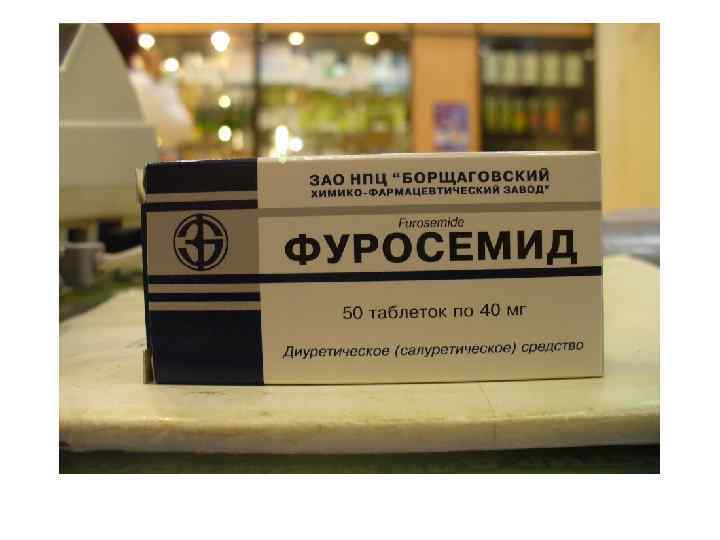 ЗАО НПЦ "БОРЩАГОВСКИЙ
ХИМИКО-ФАРМАЦЕВТИЧЕСКИЙ ЗАВОД"
Furosemide
ФУРОСЕМИД
50 таблеток по 40 мг
Диуретическое (салуретическое) средство